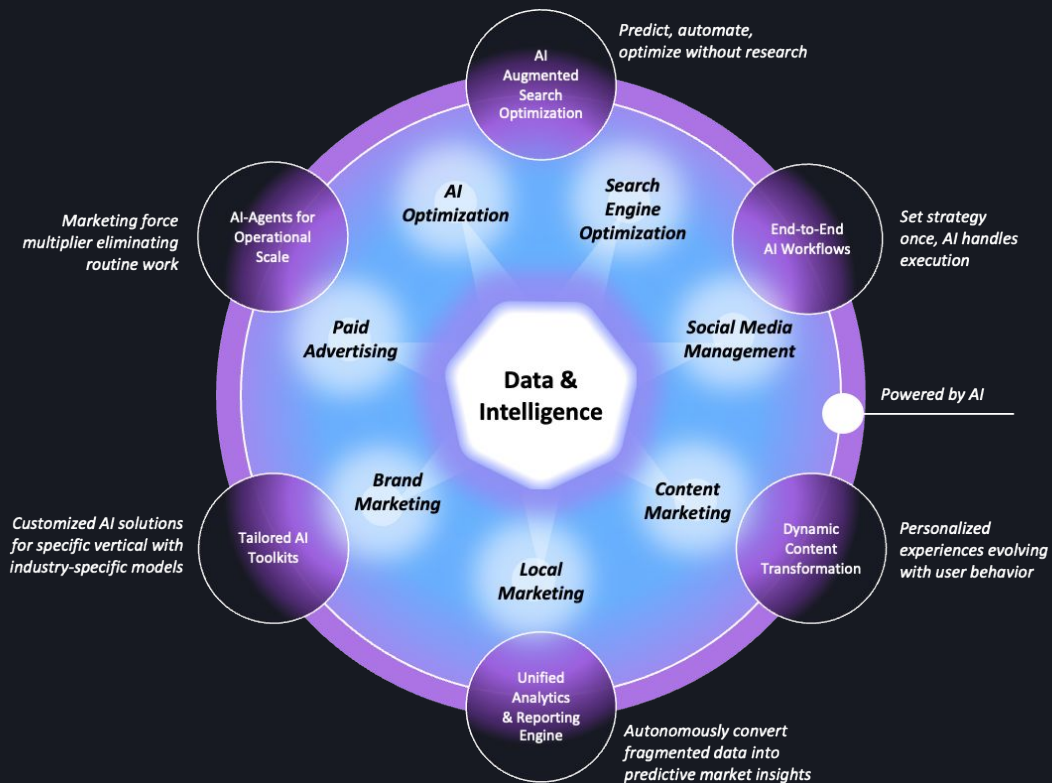 Predict, automate,
optimize without research
AI
Augmented
Search
Optimization
AI
Optimization
Search
Engine
Optimization
AI-Agents for
Operational
Scale
Marketing force
multiplier eliminating
routine work
End-to-End
AI Workflows
Set strategy
once, AI handles
execution
Paid
Advertising
Social Media
Management
Data &
Intelligence
Powered by AI
Brand
Marketing
Content
Marketing
Customized AI solutions
for specific vertical with
industry-specific models
Tailored AI
Toolkits
Dynamic
Content
Transformation
Personalized
experiences evolving
with user behavior
Local
Marketing
Unified
Analytics
& Reporting
Engine
Autonomously convert
fragmented data into
predictive market insights